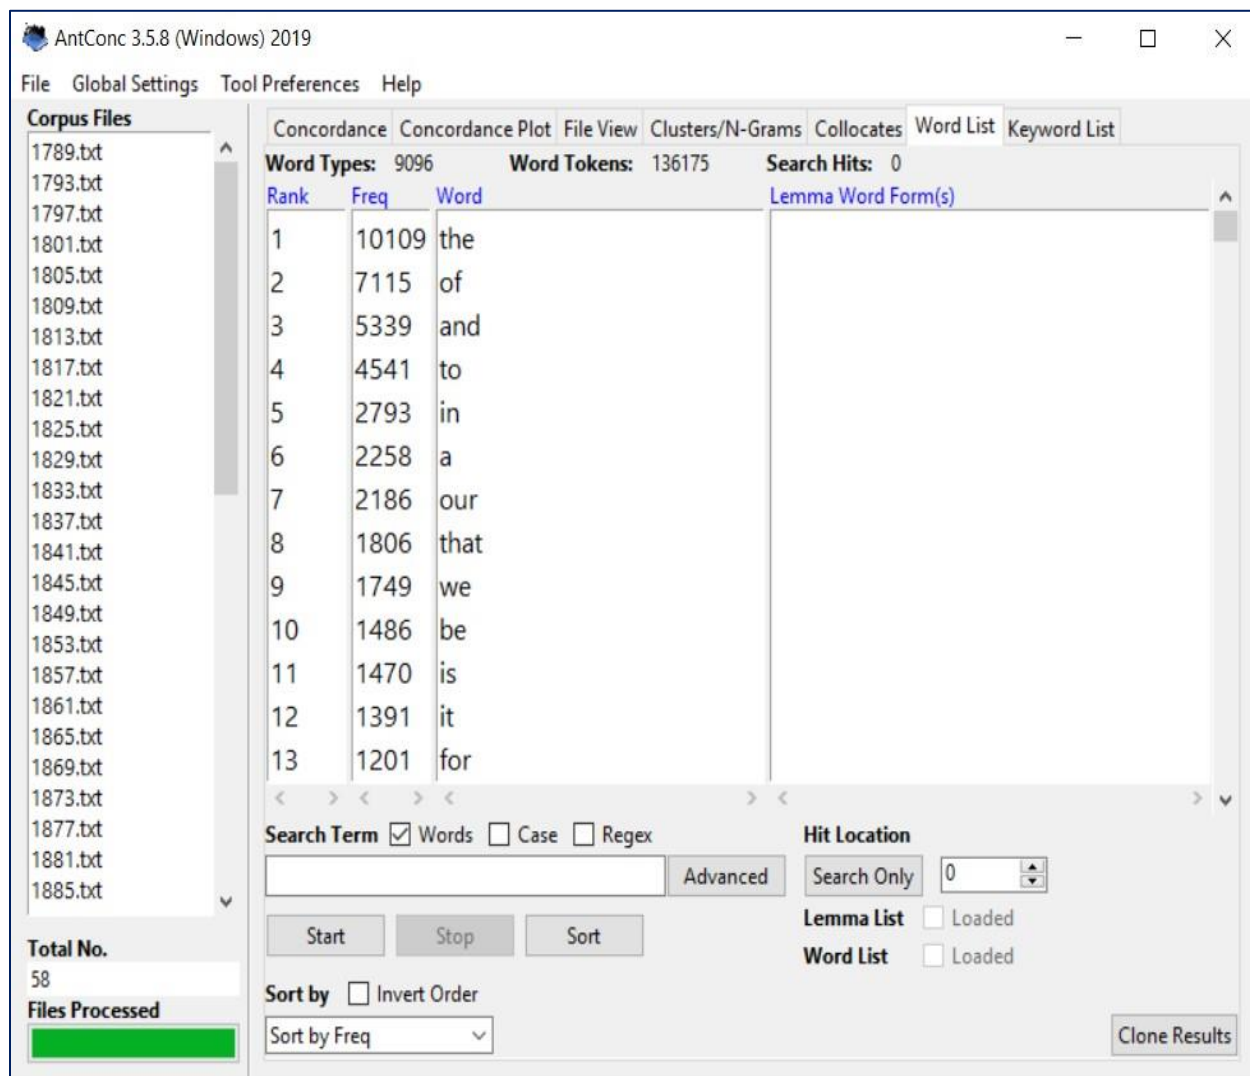 AntConc 3.5.8 (Windows) 2019
File Global Settings Tool Preferences Help
Corpus Files
1789.txt
1793.txt
1797.txt
1801.txt
1805.txt
1809.txt
1813.txt
1817.txt
1821.txt
1825.txt
1829.txt
1833.txt
1837.txt
1841.txt
1845.txt
1849.txt
1853.txt
1857.txt
1861.txt
1865.txt
1869.txt
1873.txt
1877.txt
1881.txt
1885.txt
Total No.
58
Files Processed
Concordance Concordance Plot File View Clusters/N-Grams Collocates Word List Keyword List
Word Types: 9096 Word Tokens: 136175 Search Hits: 0
Rank Freq Word Lemma Word Form(s)
1 10109 the
2 7115 of
3 5339 and
4 4541 to
5 2793 in
6 2258 a
7 2186 our
8 1806 that
9 1749 we
10 1486 be
11 1470 is
12 1391 it
13 1201 for
Search Term Words Case Regex Hit Location
Advanced Search Only 0
Start Stop Sort Lemma List Loaded
Word List Loaded
Sort by Invert Order
Sort by Freq Clone Results